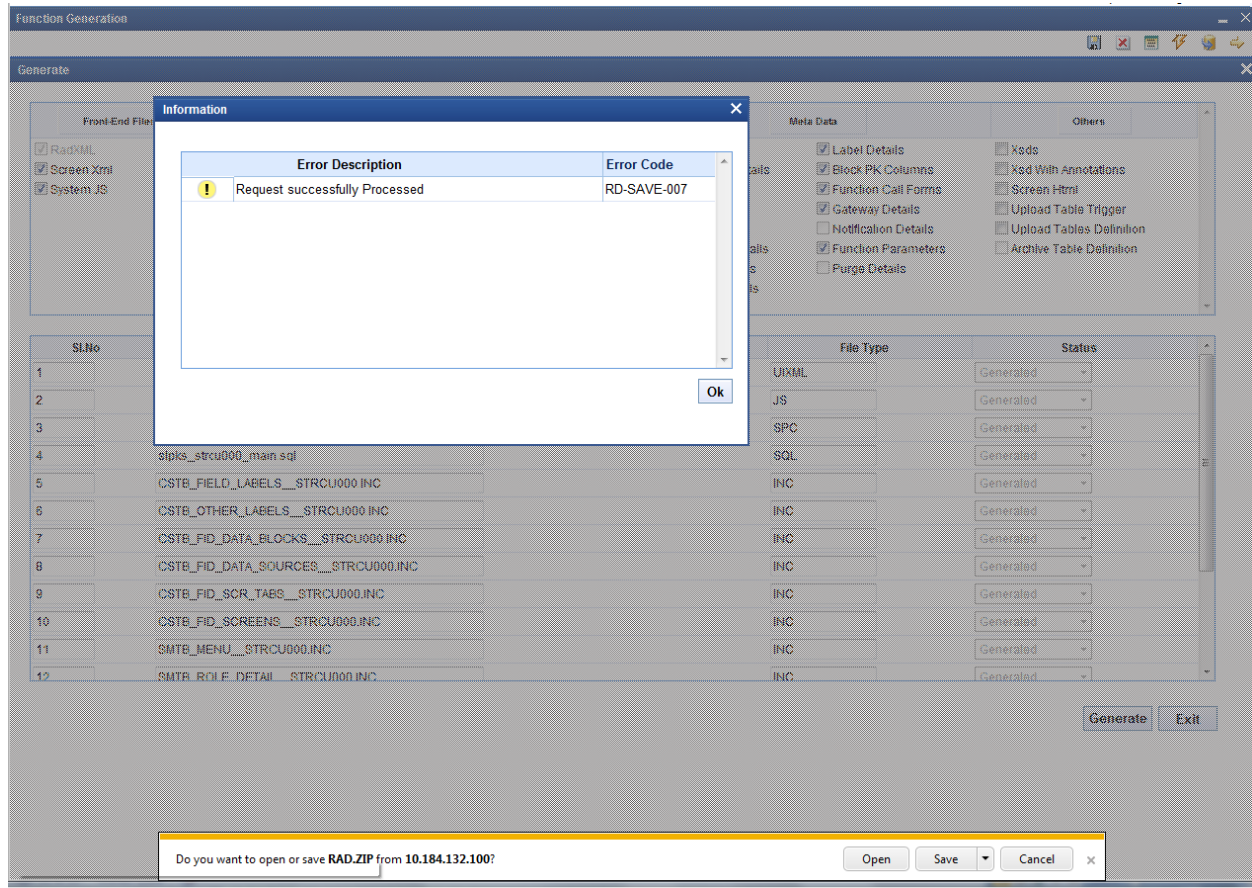 Function Generation
Generate
Front-End Files Meta Data Others
Information
RadXML Label Details Xsds
Error Description Error Code
Screen Xml Block PK Columns Xsd With Annotations
Request successfully Processed RD-SAVE-007
System JS Function Call Forms Screen Html
Gateway Details Upload Table Trigger
Notification Details Upload Tables Definition
Function Parameters Archive Table Definition
Purge Details
Sl.No File Type Status
1 UIXML Generated
Ok
2 JS Generated
3 SPC Generated
4 stpks_strcu000_main.sql SQL Generated
5 CSTB_FIELD_LABELS__STRCU000.INC INC Generated
6 CSTB_OTHER_LABELS__STRCU000.INC INC Generated
7 CSTB_FID_DATA_BLOCKS__STRCU000.INC INC Generated
8 CSTB_FID_DATA_SOURCES__STRCU000.INC INC Generated
9 CSTB_FID_SCR_TABS__STRCU000.INC INC Generated
10 CSTB_FID_SCREENS__STRCU000.INC INC Generated
11 SMTB_MENU__STRCU000.INC INC Generated
12 SMTB_ROLE_DETAIL__STRCU000.INC INC Generated
Generate Exit
Do you want to open or save RAD.ZIP from 10.184.132.100? Open Save Cancel